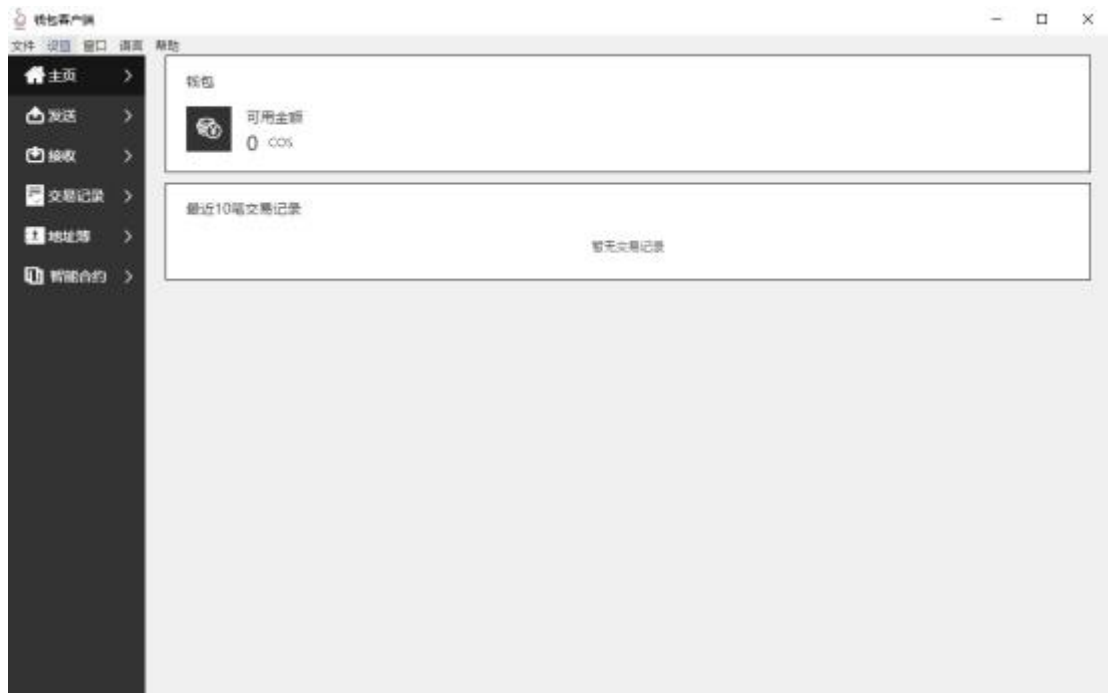 钱包客户端
文件 设置 窗口 语言 帮助
主页
发送
接收
交易记录
地址簿
智能合约
钱包
可用金额
0 COS
最近10笔交易记录
暂无交易记录